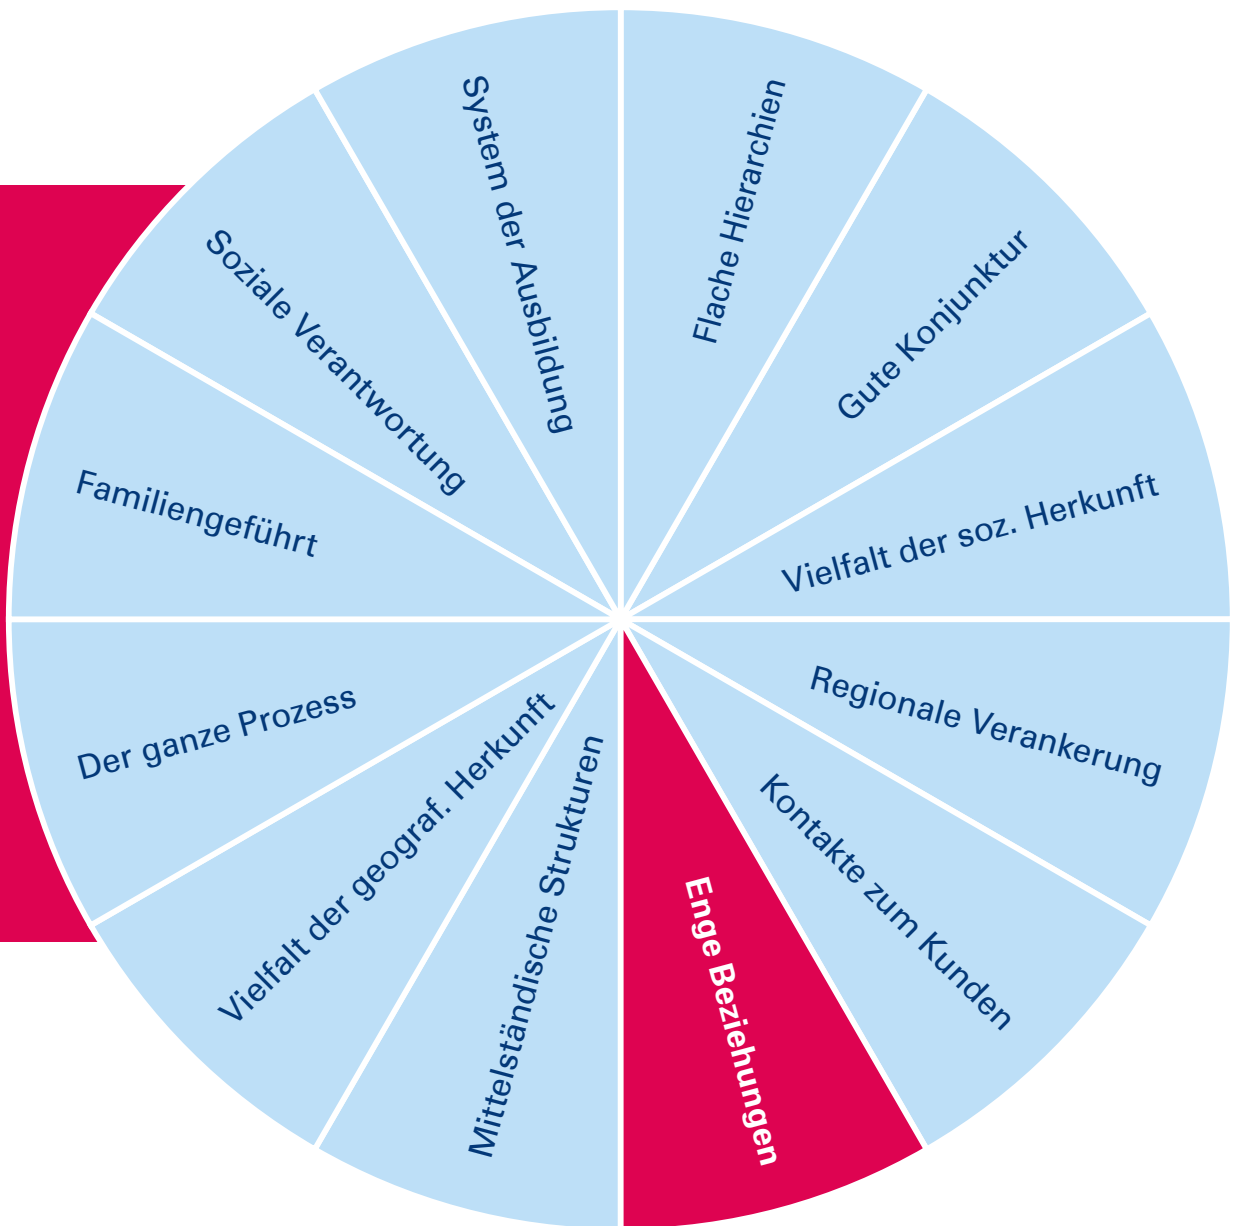 Flache Hierarchien
Gute Konjunktur
Vielfalt der soz. Herkunft
Regionale Verankerung
Kontakte zum Kunden
Enge Beziehungen
Mittelständische Strukturen
Vielfalt der geograf. Herkunft
Der ganze Prozess
Familiengeführt
Soziale Verantwortung
System der Ausbildung